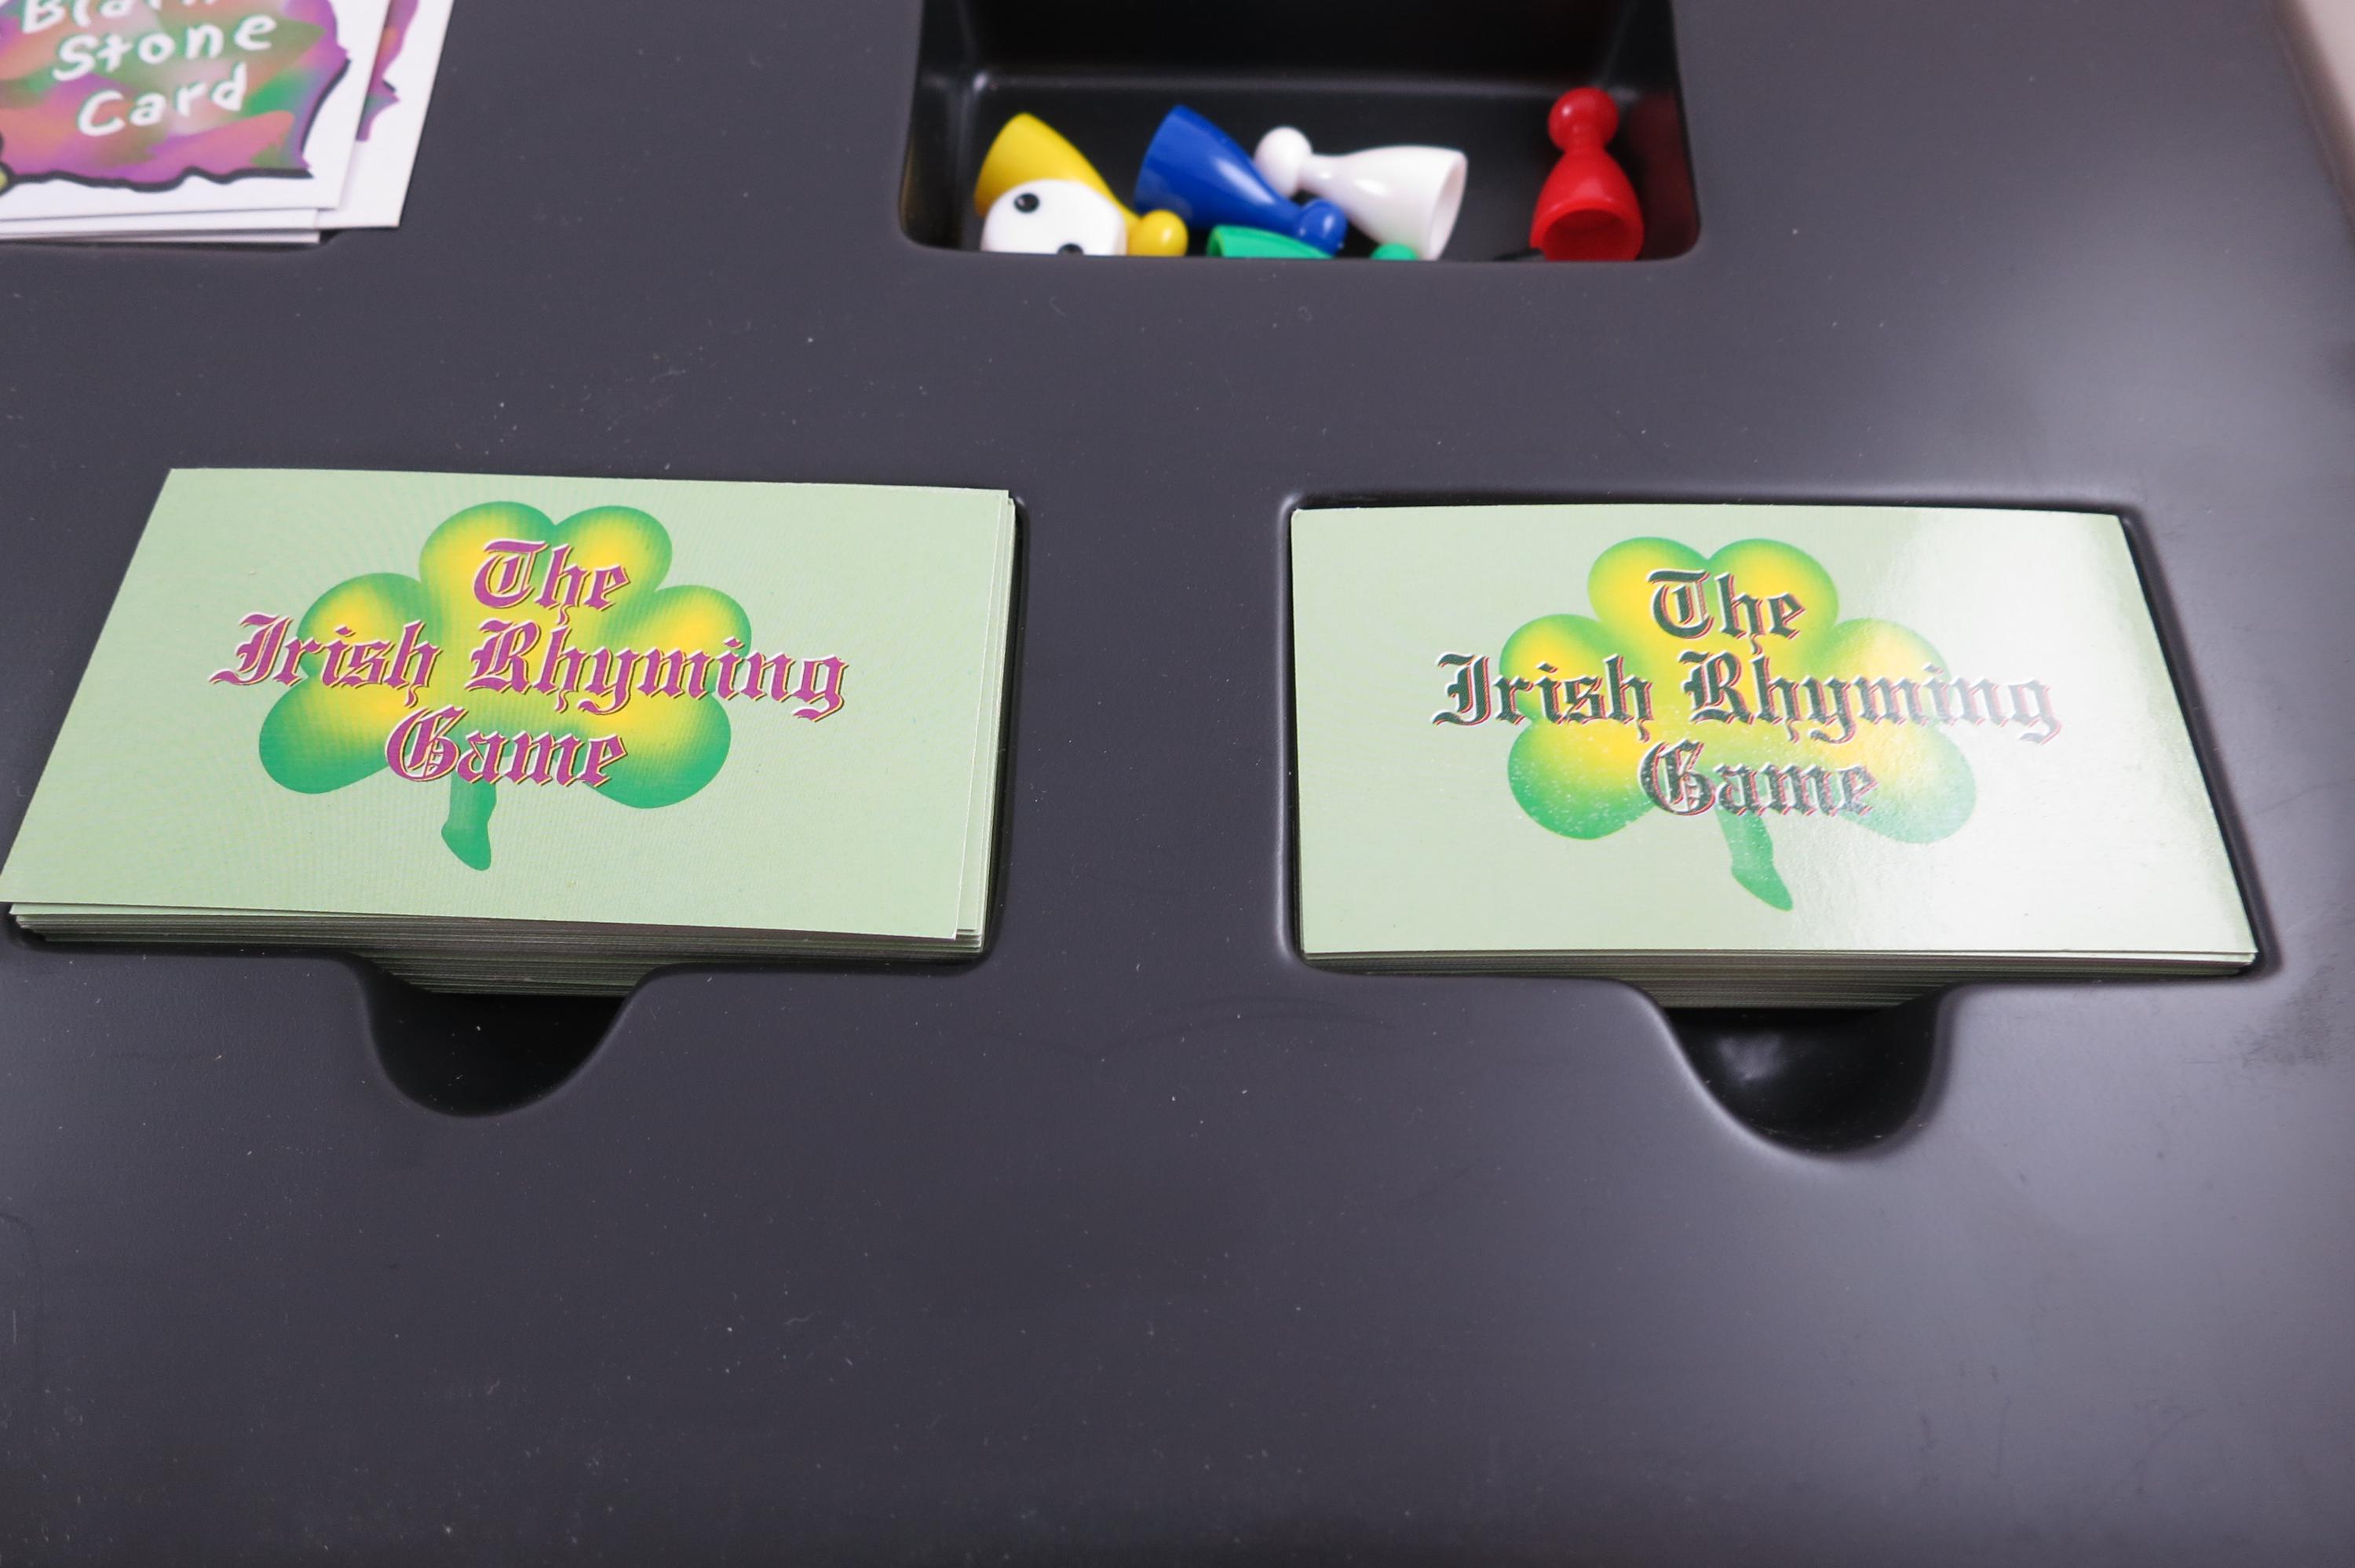 Stone
Card
The
Irish Rhyming
Game
The
Irish Rhyming
Game